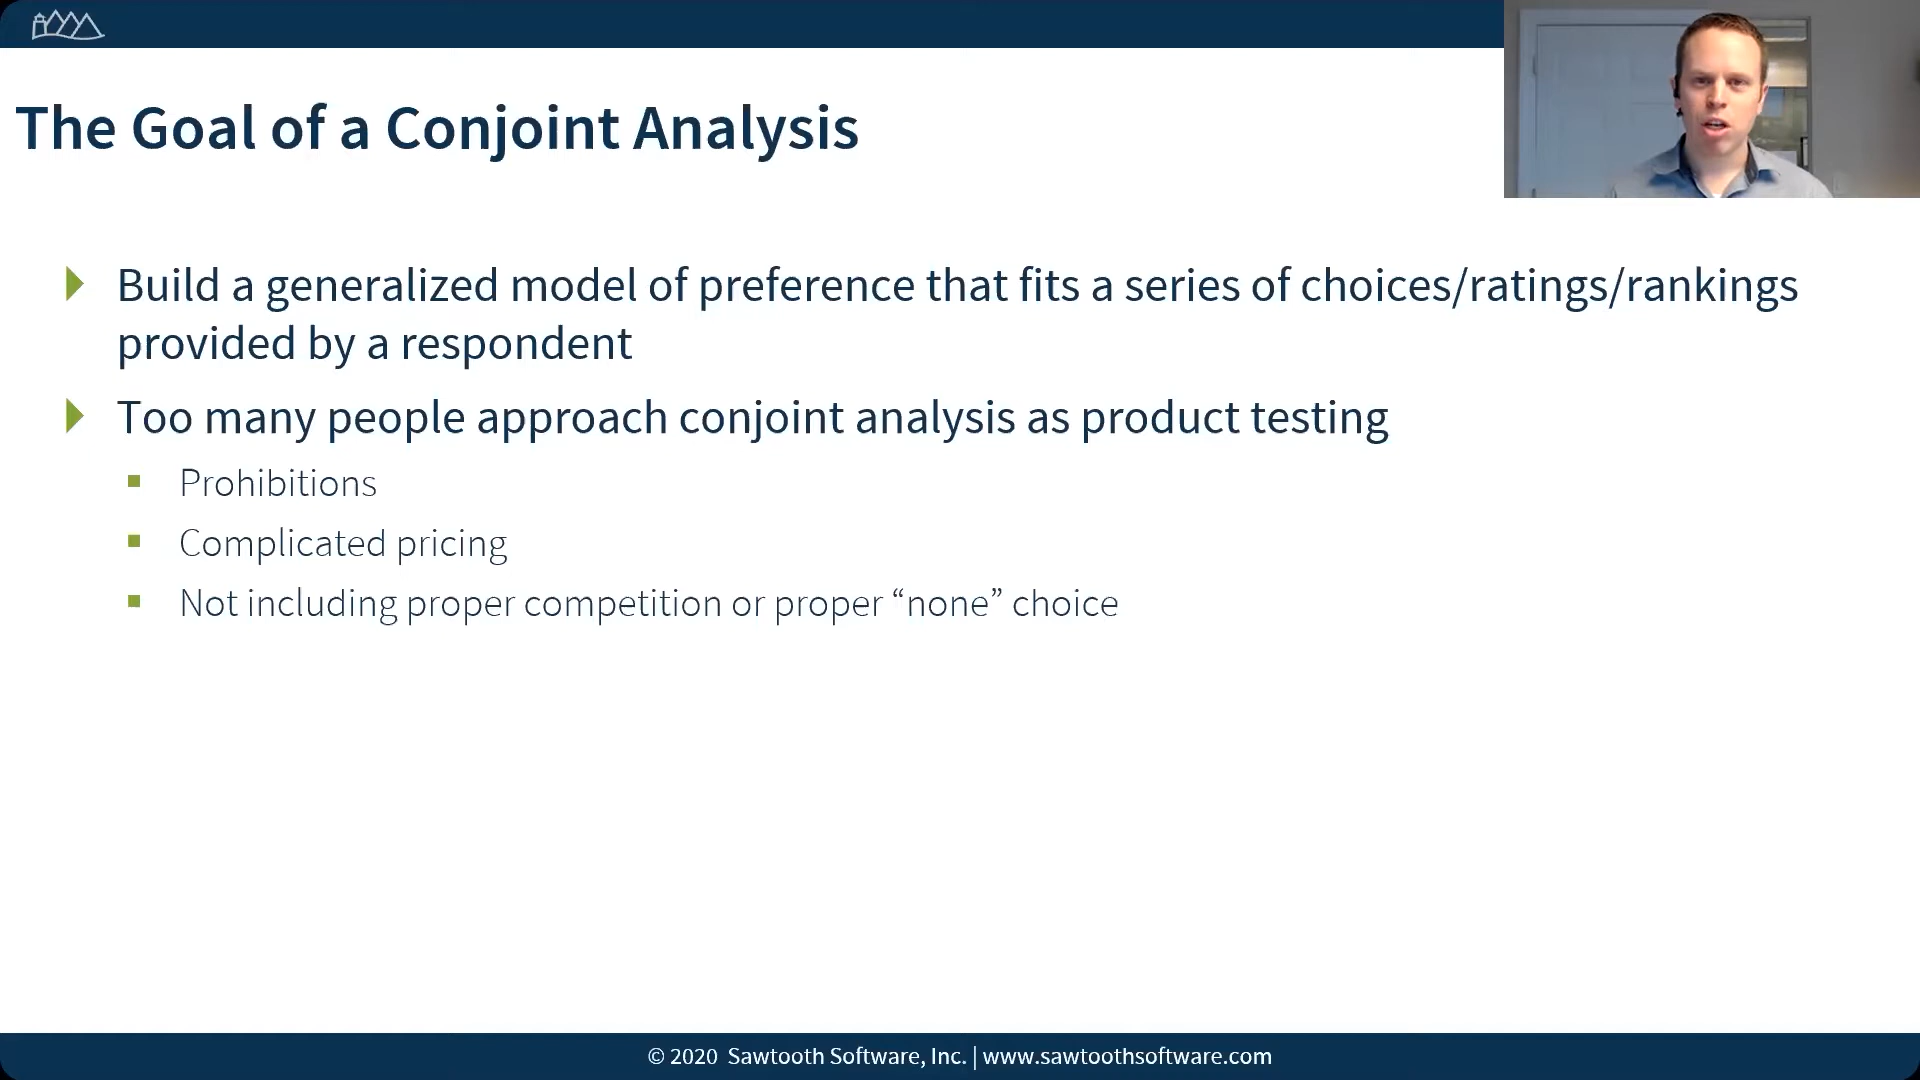 The Goal of a Conjoint Analysis
Build a generalized model of preference that fits a series of choices/ratings/rankings
provided by a respondent
Too many people approach conjoint analysis as product testing
Prohibitions
Complicated pricing
Not including proper competition or proper “none” choice
© 2020 Sawtooth Software, Inc. | www.sawtoothsoftware.com